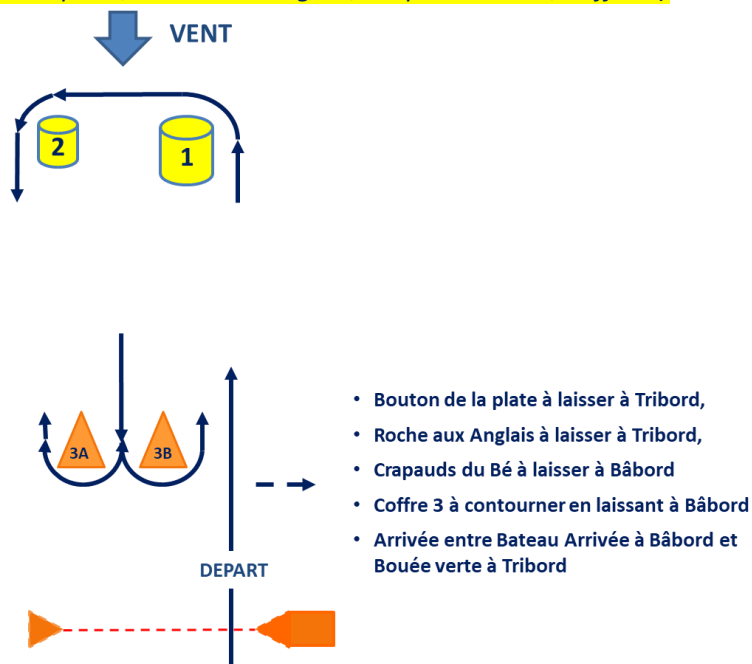 VENT
2
1
3A
3B
• Bouton de la plate à laisser à Tribord,
• Roche aux Anglais à laisser à Tribord,
• Crapauds du Bé à laisser à Bâbord
• Coffre 3 à contourner en laissant à Bâbord
• Arrivée entre Bateau Arrivée à Bâbord et
Bouée verte à Tribord
DEPART